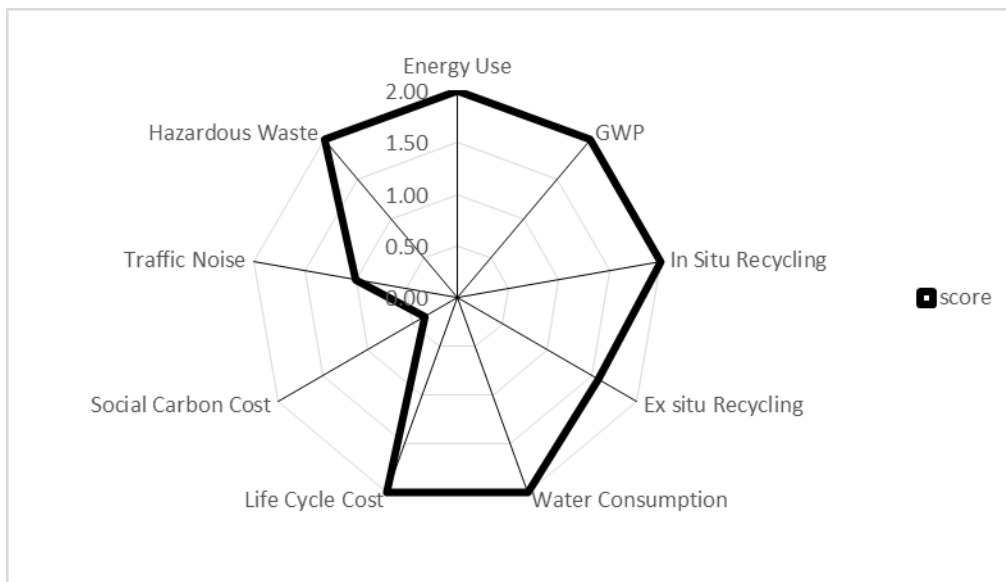 Energy Use
2.00
Hazardous Waste
GWP
1.50
1.00
0.50
Traffic Noise
In Situ Recycling
0.00
score
Social Carbon Cost
Ex situ Recycling
Life Cycle Cost
Water Consumption